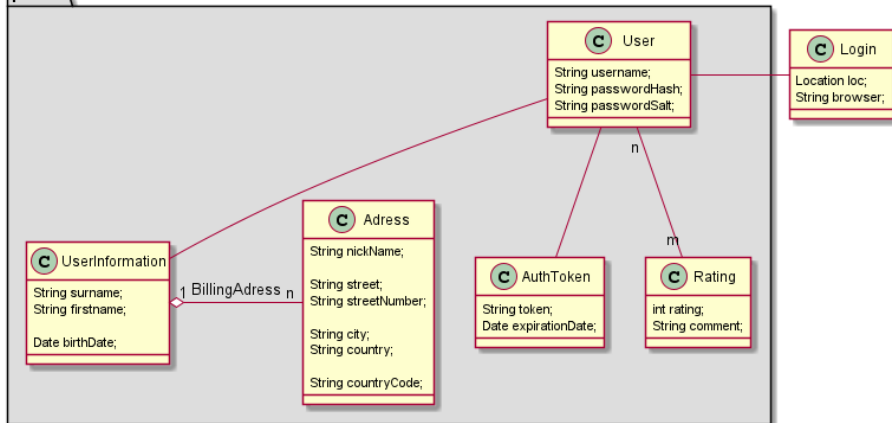 C User
String username;
String passwordHash;
String passwordSalt;
C Login
Location loc;
String browser;
n
m
C UserInformation
String surname;
String firstname;
Date birthDate;
1 BillingAdress n
C Adress
String nickName;
String street;
String streetNumber;
String city;
String country;
String countryCode;
C AuthToken
String token;
Date expirationDate;
C Rating
int rating;
String comment;